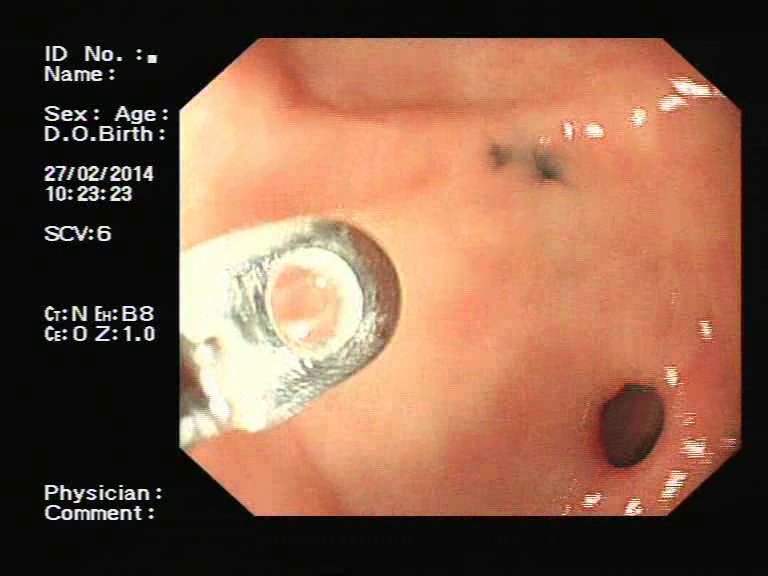 ID No. :
Name:
Sex: Age:
D.O.Birth:
27/02/2014
10:23:23
SCV:6
CT:N EH:B8
CE:0 Z:1.0
Physician:
Comment: